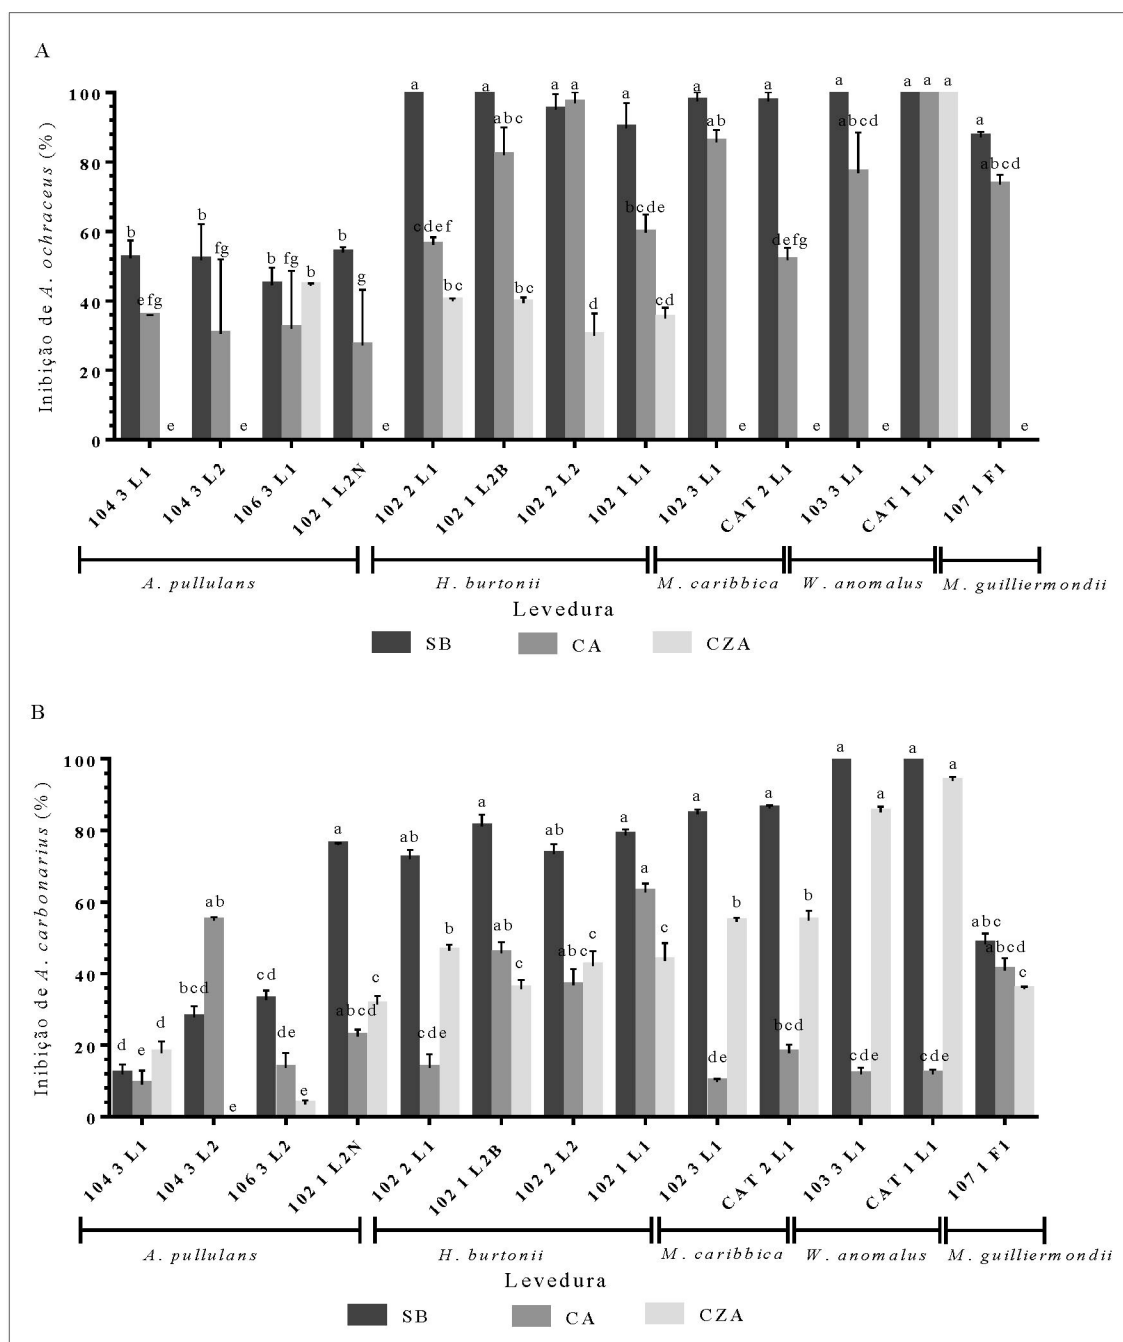 A
Inibição de A. ochraceus (%)
100
80
60
40
20
0
b
efg
e
b
fg
e
b
fg
b
b
g
e
a
cdef
bc
a
abc
bc
a
a
d
a
bcde
cd
a
ab
e
a
defg
e
a
abcd
e
a
a
a
a
abcd
e
104 3 L1
104 3 L2
106 3 L1
102 1 L2N
102 2 L1
102 1 L2B
102 2 L2
102 1 L1
102 3 L1
CAT 2 L1
103 3 L1
CAT 1 L1
107 1 F1
A. pullulans
H. burtonii
M. caribbica
W. anomalus
M. guilliermondii
Levedura
SB
CA
CZA
B
Inibição de A. carbonarius (%)
100
80
60
40
20
0
d
e
d
bcd
ab
e
cd
de
e
a
abcd
c
ab
cde
b
a
ab
c
ab
abc
c
a
a
c
a
de
b
a
bcd
b
a
cde
a
a
cde
a
abc
abcd
c
104 3 L1
104 3 L2
106 3 L2
102 1 L2N
102 2 L1
102 1 L2B
102 2 L2
102 1 L1
102 3 L1
CAT 2 L1
103 3 L1
CAT 1 L1
107 1 F1
A. pullulans
H. burtonii
M. caribbica
W. anomalus
M. guilliermondii
Levedura
SB
CA
CZA